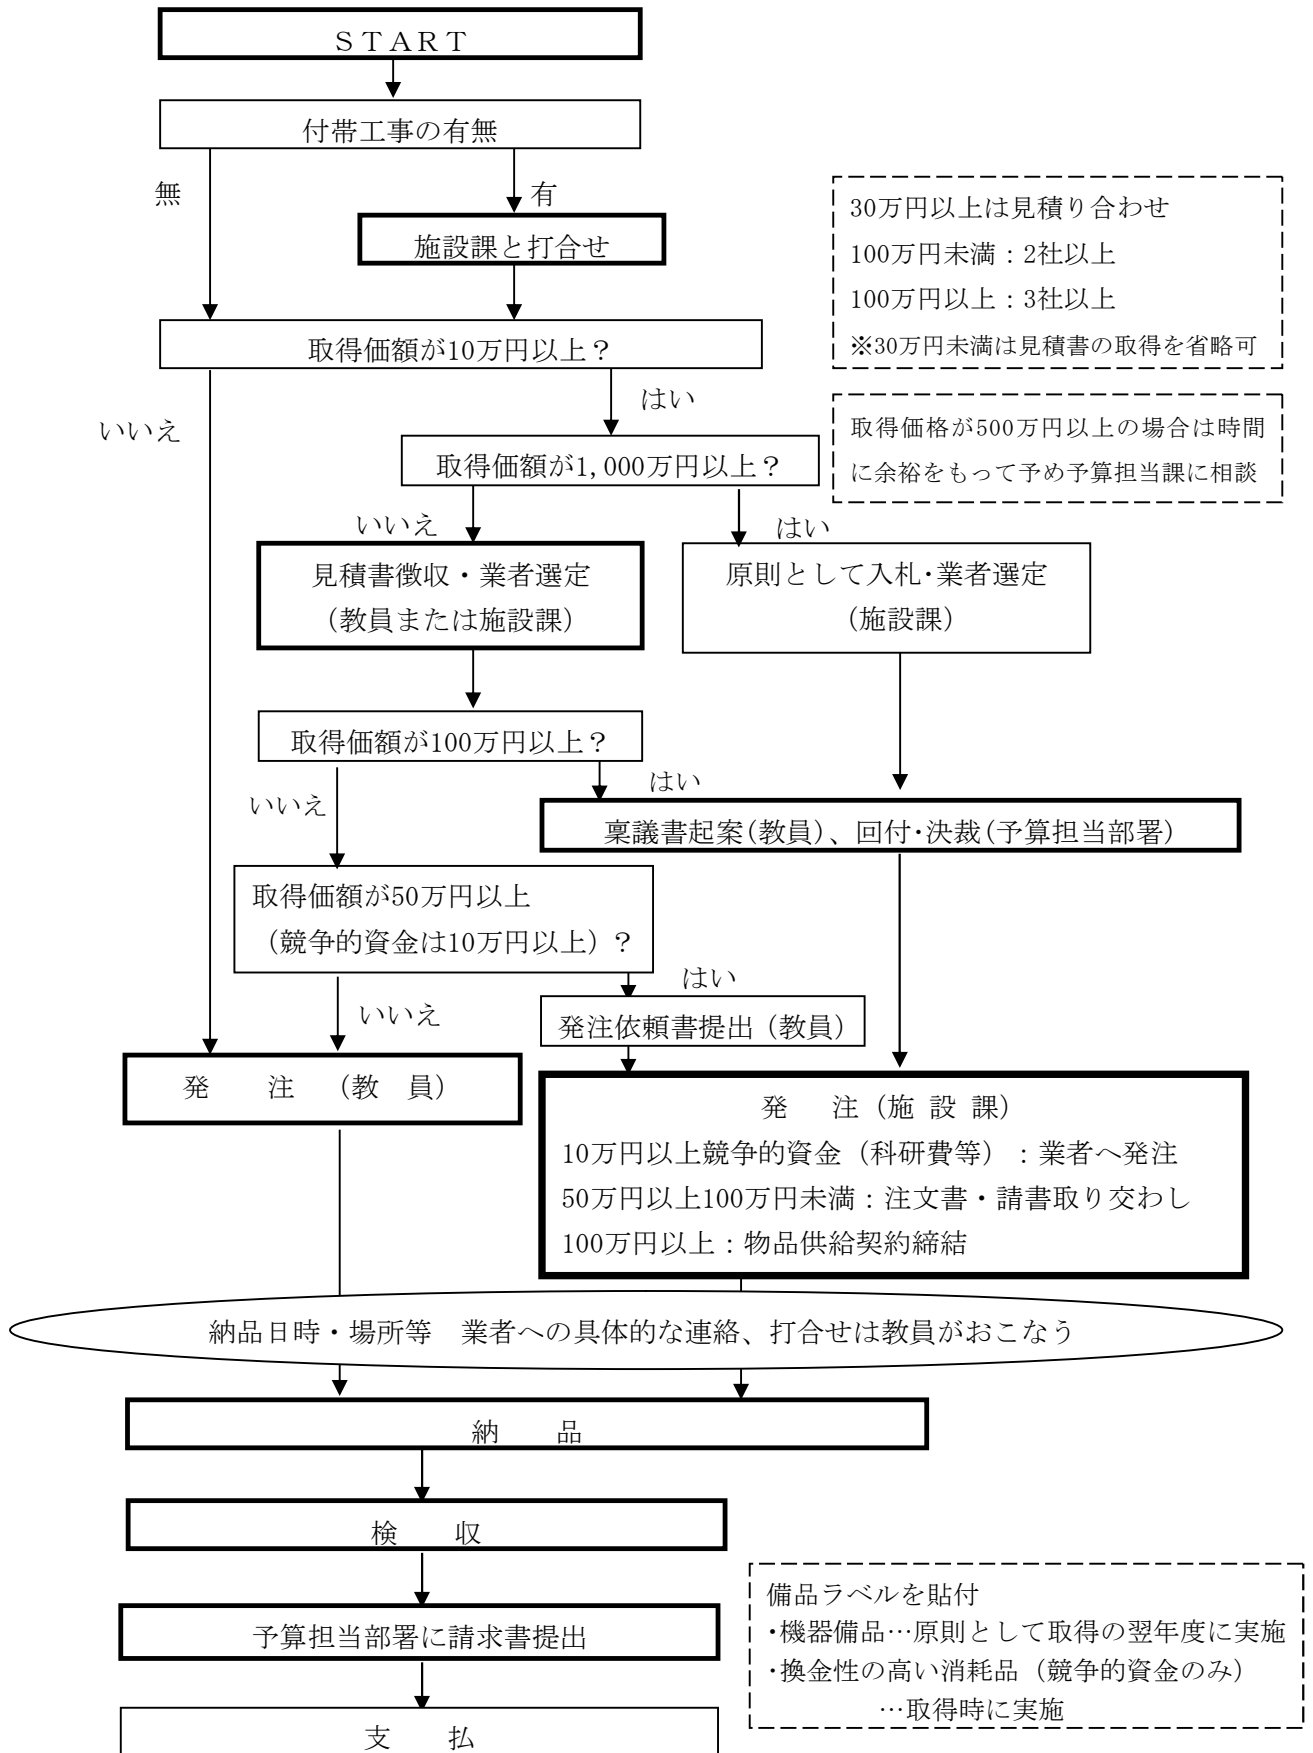 ＳＴＡＲＴ
付帯工事の有無
無
有
施設課と打合せ
30万円以上は見積り合わせ
100万円未満：2社以上
100万円以上：3社以上
※30万円未満は見積書の取得を省略可
取得価額が10万円以上？
いいえ
はい
取得価格が500万円以上の場合は時間
に余裕をもって予め予算担当課に相談
取得価額が1,000万円以上？
いいえ
はい
見積書徴収・業者選定
（教員または施設課）
原則として入札・業者選定
（施設課）
取得価額が100万円以上？
いいえ
はい
稟議書起案（教員）、回付・決裁（予算担当部署）
取得価額が50万円以上
（競争的資金は10万円以上）？
いいえ
はい
発注依頼書提出（教員）
発　注　（教　員）
発　注（施 設 課）
10万円以上競争的資金（科研費等）：業者へ発注
50万円以上100万円未満：注文書・請書取り交わし
100万円以上：物品供給契約締結
納品日時・場所等　業者への具体的な連絡、打合せは教員がおこなう
納　　品
検　　収
予算担当部署に請求書提出
備品ラベルを貼付
・機器備品…原則として取得の翌年度に実施
・換金性の高い消耗品（競争的資金のみ）
…取得時に実施
支　　払